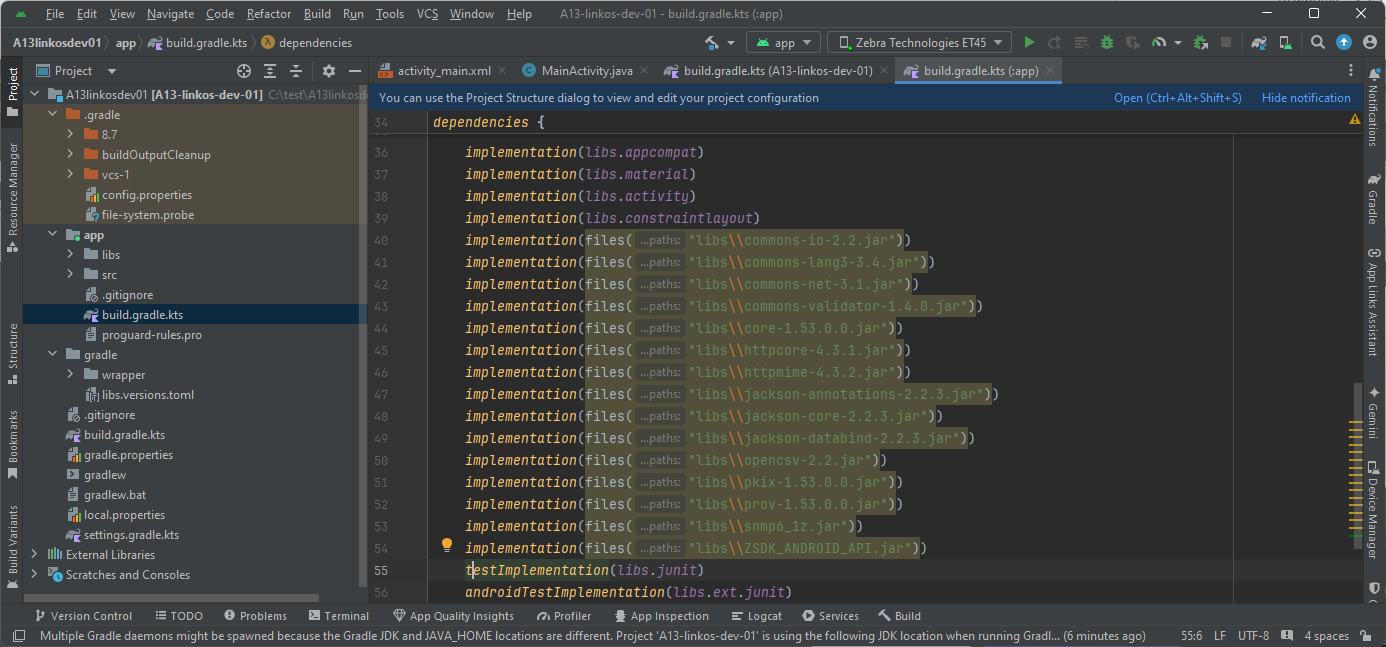 File Edit View Navigate Code Refactor Build Run Tools VCS Window Help A13-linkos-dev-01 - build.gradle.kts (:app)
A13linkosdev01 app build.gradle.kts dependencies app Zebra Technologies ET45
Project activity_main.xml MainActivity.java build.gradle.kts (A13-linkos-dev-01) build.gradle.kts (:app)
You can use the Project Structure dialog to view and edit your project configuration Open (Ctrl+Alt+Shift+S) Hide notification
Project
Resource Manager
Structure
Bookmarks
Build Variants
A13linkosdev01 [A13-linkos-dev-01] C:\test\A13linkosd
.gradle
8.7
buildOutputCleanup
vcs-1
config.properties
file-system.probe
app
libs
src
.gitignore
build.gradle.kts
proguard-rules.pro
gradle
wrapper
libs.versions.toml
.gitignore
build.gradle.kts
gradle.properties
gradlew
gradlew.bat
local.properties
settings.gradle.kts
External Libraries
Scratches and Consoles
34 dependencies {
36 implementation(libs.appcompat)
37 implementation(libs.material)
38 implementation(libs.activity)
39 implementation(libs.constraintlayout)
40 implementation(files( ...paths: "libs\\commons-io-2.2.jar"))
41 implementation(files( ...paths: "libs\\commons-lang3-3.4.jar"))
42 implementation(files( ...paths: "libs\\commons-net-3.1.jar"))
43 implementation(files( ...paths: "libs\\commons-validator-1.4.0.jar"))
44 implementation(files( ...paths: "libs\\core-1.53.0.0.jar"))
45 implementation(files( ...paths: "libs\\httpcore-4.3.1.jar"))
46 implementation(files( ...paths: "libs\\httpmime-4.3.2.jar"))
47 implementation(files( ...paths: "libs\\jackson-annotations-2.2.3.jar"))
48 implementation(files( ...paths: "libs\\jackson-core-2.2.3.jar"))
49 implementation(files( ...paths: "libs\\jackson-databind-2.2.3.jar"))
50 implementation(files( ...paths: "libs\\opencsv-2.2.jar"))
51 implementation(files( ...paths: "libs\\pkix-1.53.0.0.jar"))
52 implementation(files( ...paths: "libs\\prov-1.53.0.0.jar"))
53 implementation(files( ...paths: "libs\\snmp6_1z.jar"))
54 implementation(files( ...paths: "libs\\ZSDK_ANDROID_API.jar"))
55 testImplementation(libs.junit)
56 androidTestImplementation(libs.ext.junit)
Notifications
Gradle
App Links Assistant
Gemini
Device Manager
Version Control TODO Problems Terminal App Quality Insights Profiler App Inspection Logcat Services Build
Multiple Gradle daemons might be spawned because the Gradle JDK and JAVA_HOME locations are different. Project 'A13-linkos-dev-01' is using the following JDK location when running Gradl... (6 minutes ago) 55:6 LF UTF-8 4 spaces